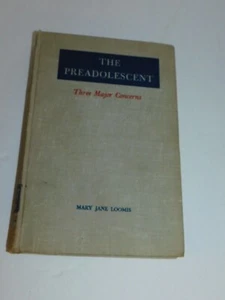 THE
PREADOLESCENT
Three Major Concerns
MARY JANE LOOMIS